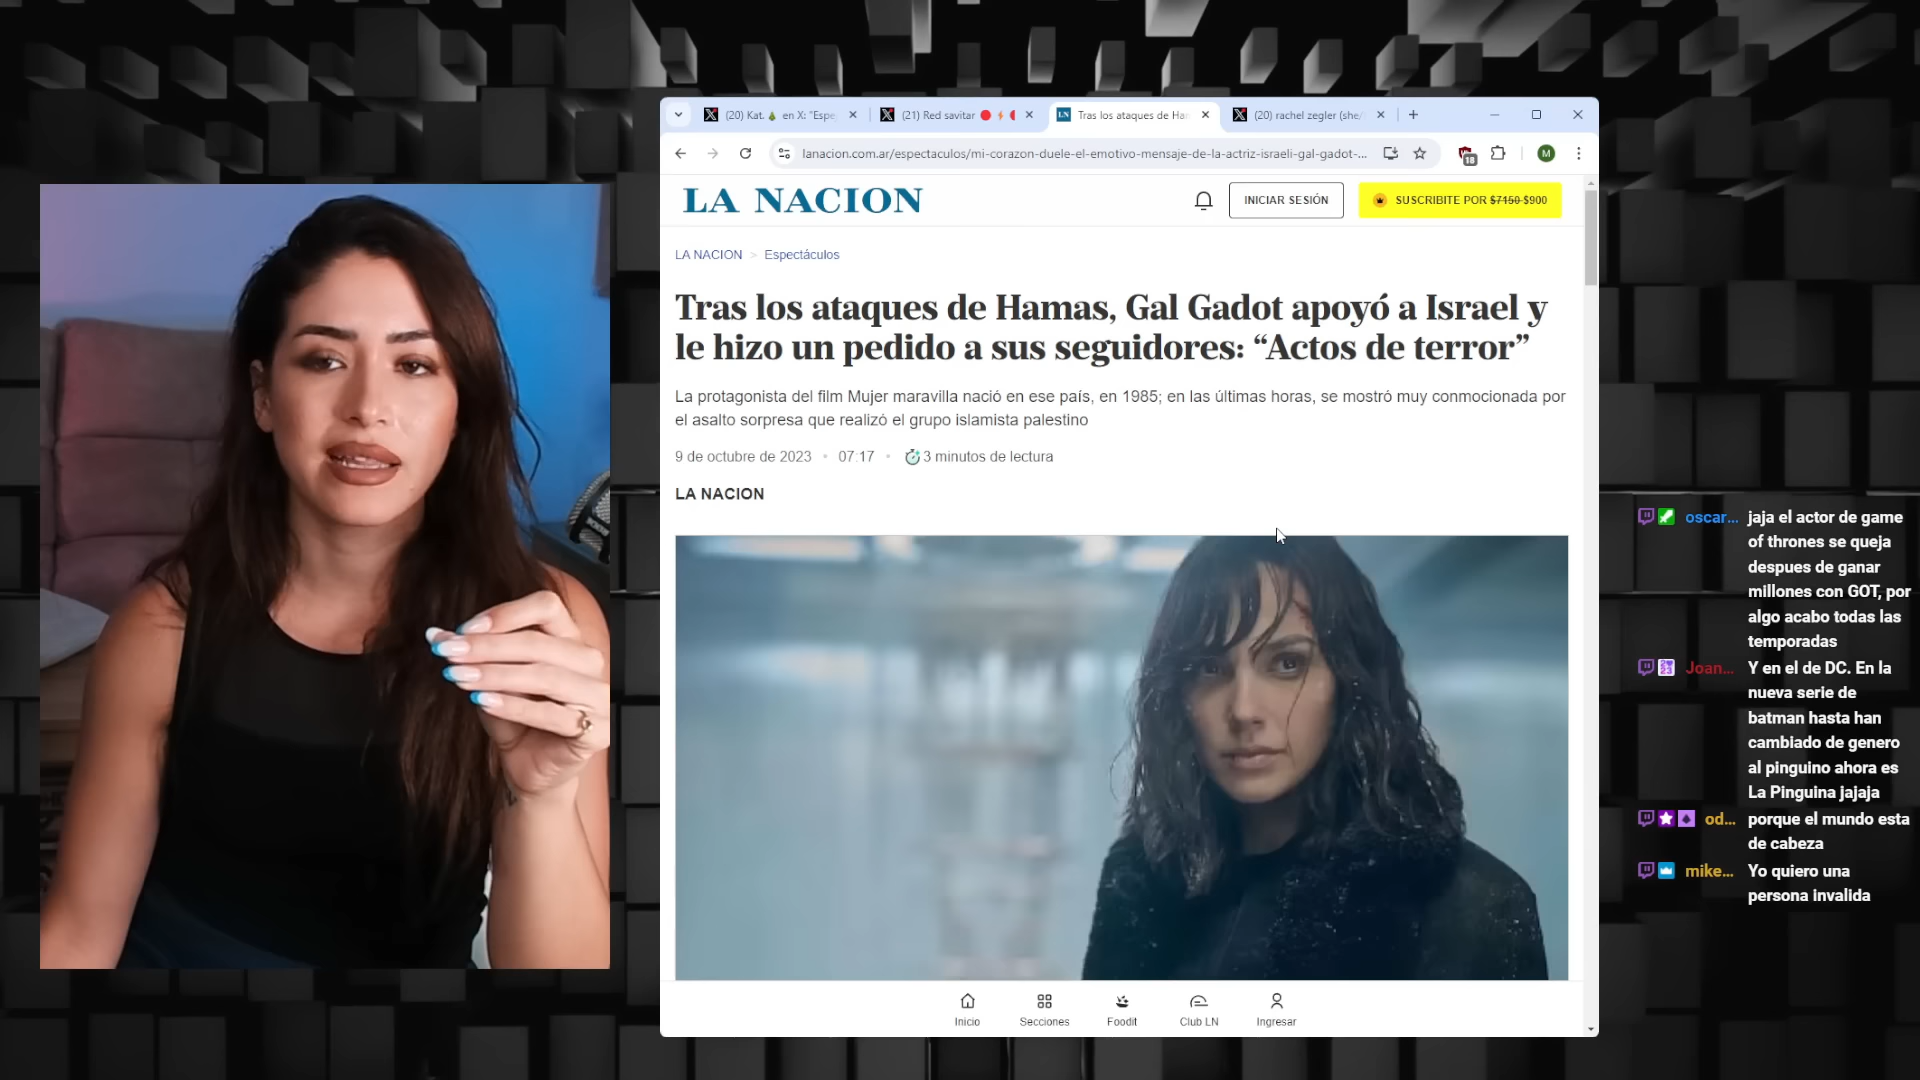 (20) Kat. 🎄 en X: "Espe
(21) Red savitar
Tras los ataques de Ha
(20) rachel zegler (she/
lanacion.com.ar/espectaculos/mi-corazon-duele-el-emotivo-mensaje-de-la-actriz-israeli-gal-gadot-...
18
M
LA NACION
INICIAR SESIÓN
SUSCRIBITE POR $7150 $900
LA NACION > Espectáculos
Tras los ataques de Hamas, Gal Gadot apoyó a Israel y
le hizo un pedido a sus seguidores: “Actos de terror”
La protagonista del film Mujer maravilla nació en ese país, en 1985; en las últimas horas, se mostró muy conmocionada por
el asalto sorpresa que realizó el grupo islamista palestino
9 de octubre de 2023 • 07:17 • 3 minutos de lectura
LA NACION
Inicio
Secciones
Foodit
Club LN
Ingresar
oscar... jaja el actor de game
of thrones se queja
despues de ganar
millones con GOT, por
algo acabo todas las
temporadas
Joan... Y en el de DC. En la
nueva serie de
batman hasta han
cambiado de genero
al pinguino ahora es
La Pinguina jajaja
od... porque el mundo esta
de cabeza
mike... Yo quiero una
persona invalida